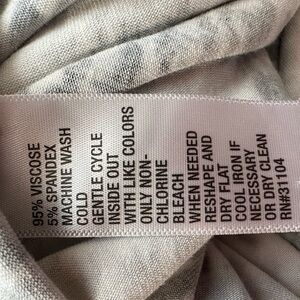 95% VISCOSE
5% SPANDEX
MACHINE WASH
COLD
GENTLE CYCLE
INSIDE OUT
WITH LIKE COLORS
ONLY NON-
CHLORINE
BLEACH
WHEN NEEDED
RESHAPE AND
DRY FLAT
COOL IRON IF
NECESSARY
OR DRY CLEAN
RN#31104